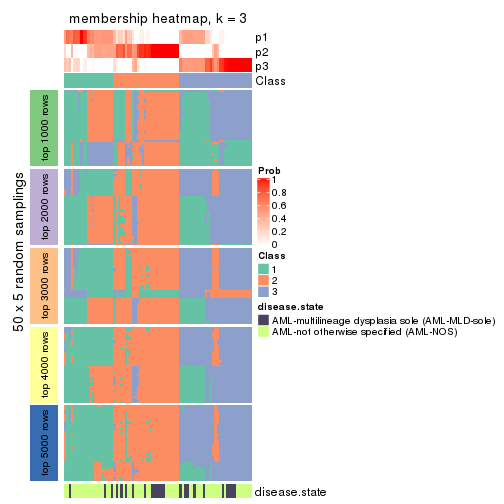 membership heatmap, k = 3
p1
p2
p3
Class
50 x 5 random samplings
top 1000 rows
top 2000 rows
top 3000 rows
top 4000 rows
top 5000 rows
Prob
1
0.8
0.6
0.4
0.2
0
Class
1
2
3
disease.state
AML-multilineage dysplasia sole (AML-MLD-sole)
AML-not otherwise specified (AML-NOS)
disease.state